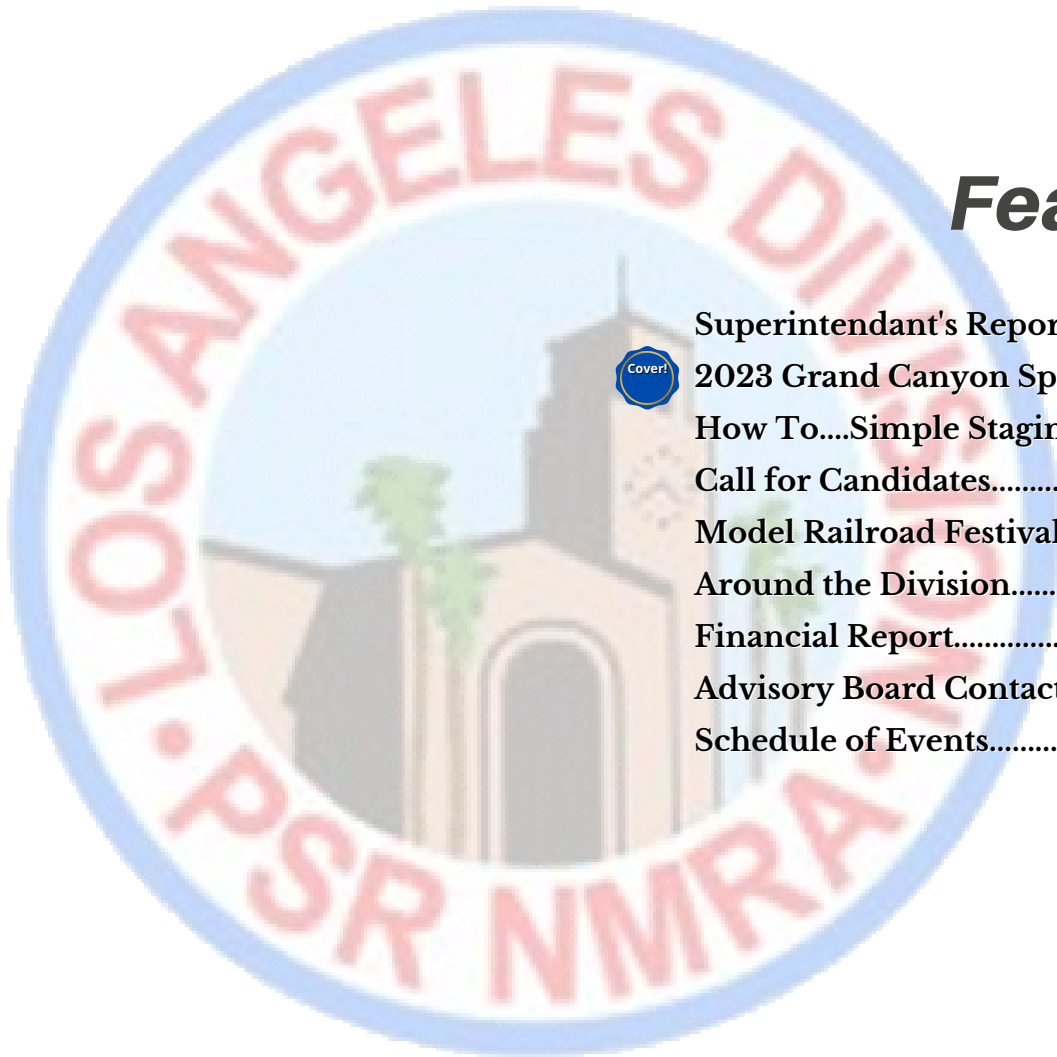 LOS ANGELES DIVISION
• PSR NMRA •
Fea
Superintendant's Repor
Cover!
2023 Grand Canyon Sp
How To....Simple Stagin
Call for Candidates.........
Model Railroad Festival
Around the Division......
Financial Report..............
Advisory Board Contact
Schedule of Events.........